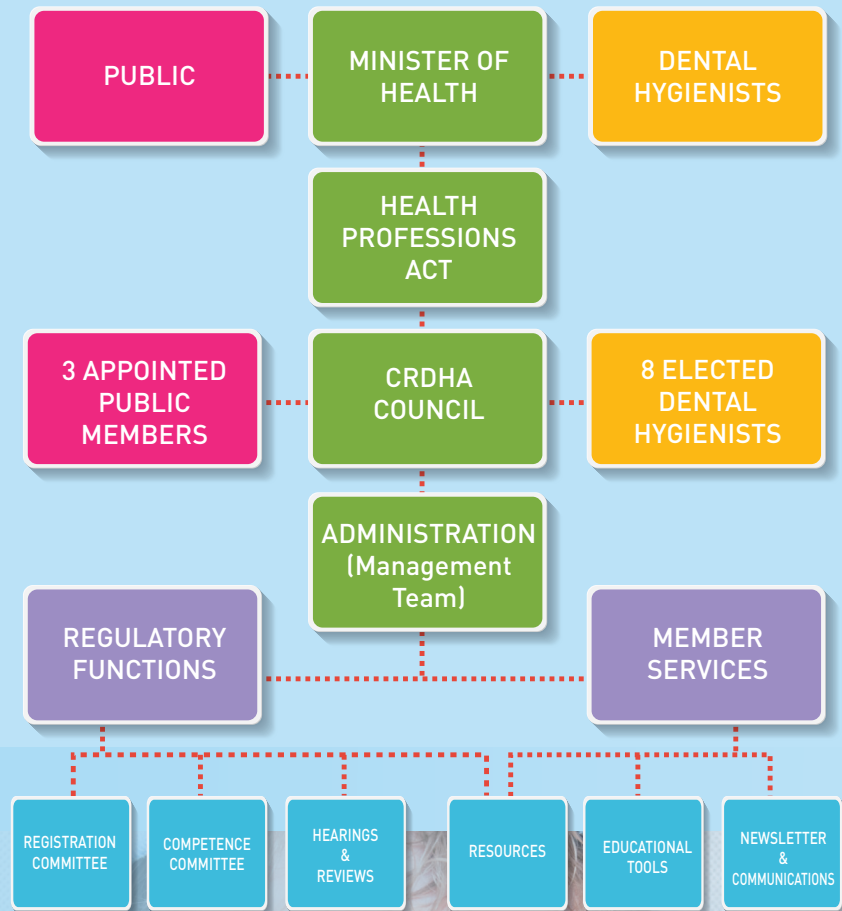 PUBLIC
MINISTER OF
HEALTH
DENTAL
HYGIENISTS
HEALTH
PROFESSIONS
ACT
3 APPOINTED
PUBLIC
MEMBERS
CRDHA
COUNCIL
8 ELECTED
DENTAL
HYGIENISTS
ADMINISTRATION
(Management
Team)
REGULATORY
FUNCTIONS
MEMBER
SERVICES
REGISTRATION
COMMITTEE
COMPETENCE
COMMITTEE
HEARINGS
&
REVIEWS
RESOURCES
EDUCATIONAL
TOOLS
NEWSLETTER
&
COMMUNICATIONS